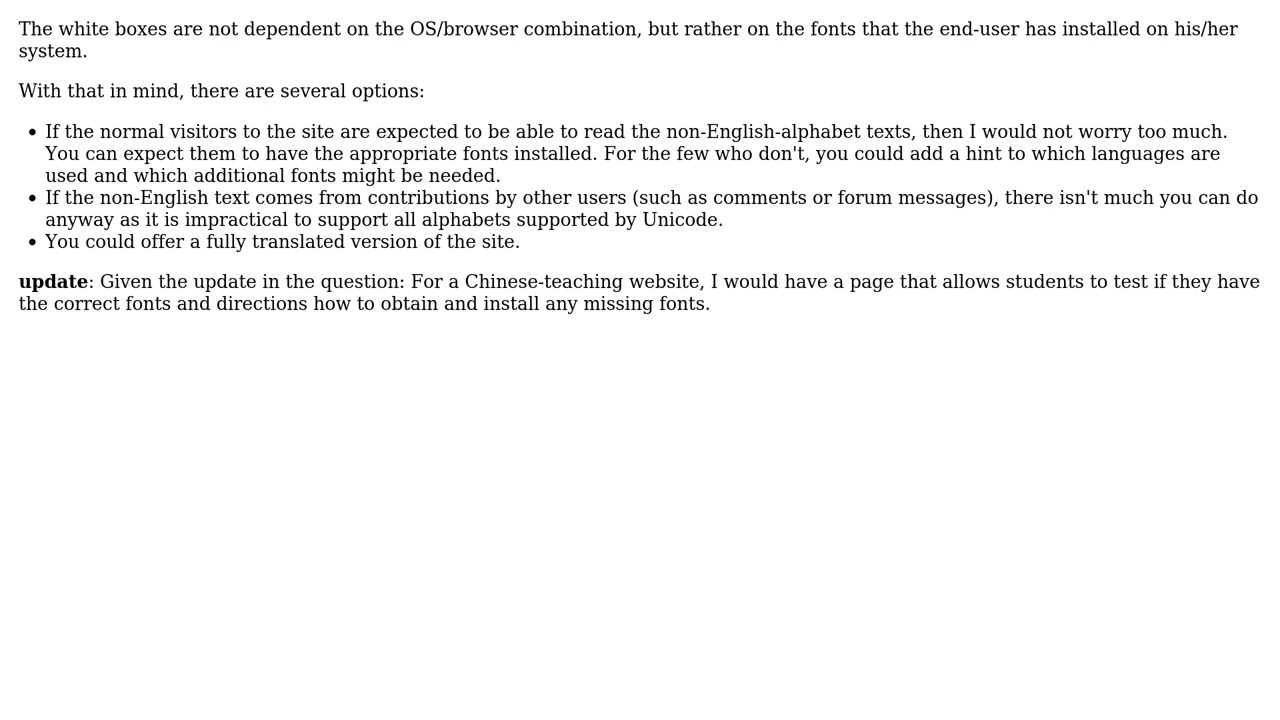 The white boxes are not dependent on the OS/browser combination, but rather on the fonts that the end-user has installed on his/her
system.
With that in mind, there are several options:
• If the normal visitors to the site are expected to be able to read the non-English-alphabet texts, then I would not worry too much.
You can expect them to have the appropriate fonts installed. For the few who don't, you could add a hint to which languages are
used and which additional fonts might be needed.
• If the non-English text comes from contributions by other users (such as comments or forum messages), there isn't much you can do
anyway as it is impractical to support all alphabets supported by Unicode.
• You could offer a fully translated version of the site.
update: Given the update in the question: For a Chinese-teaching website, I would have a page that allows students to test if they have
the correct fonts and directions how to obtain and install any missing fonts.